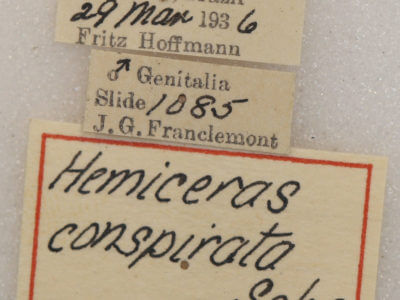 29 Mar 1936
Fritz Hoffmann
♂ Genitalia
Slide 1085
J. G. Franclemont
Hemiceras
conspirata